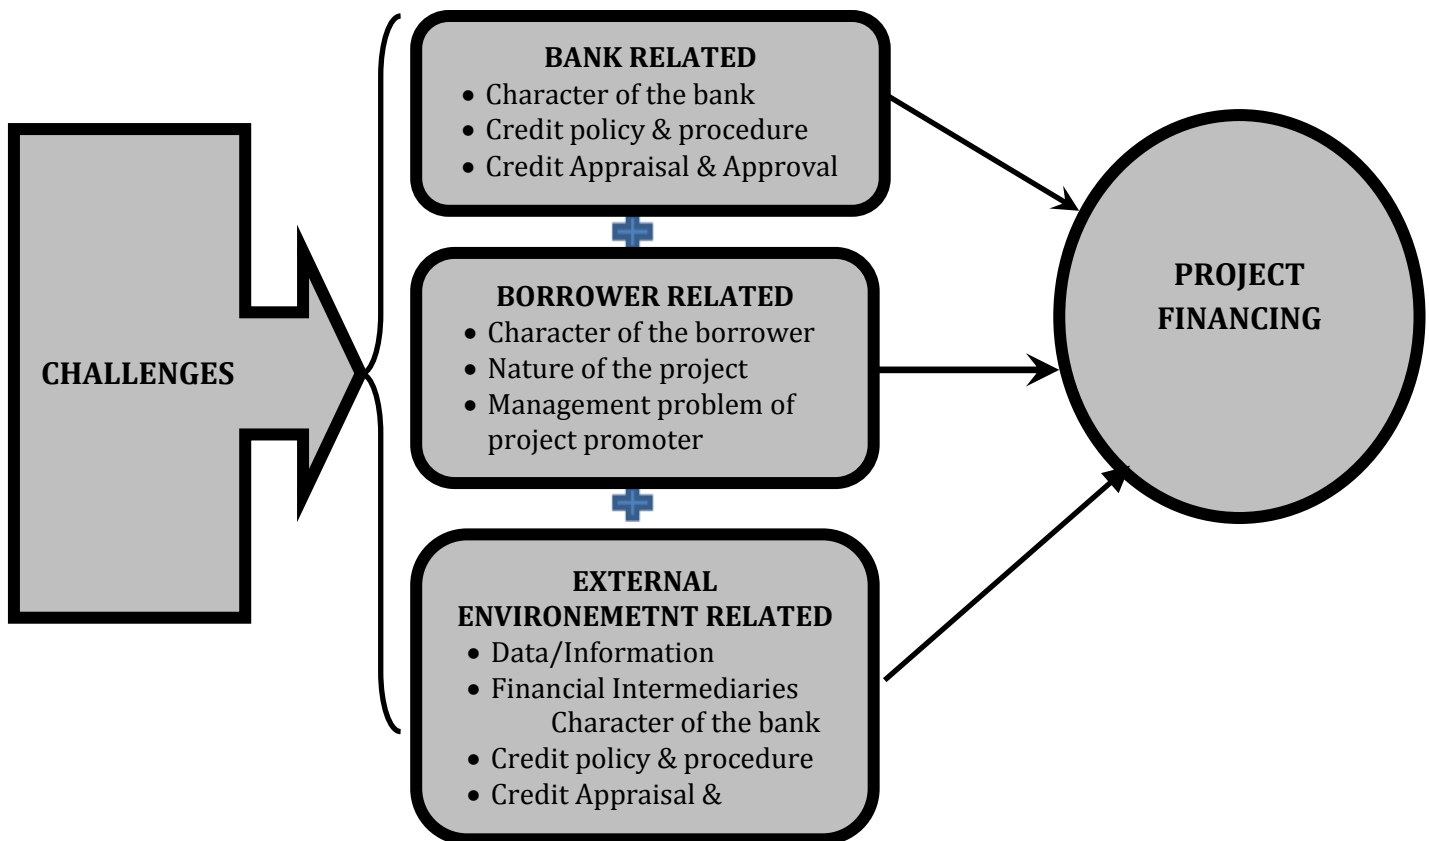 CHALLENGES
BANK RELATED
• Character of the bank
• Credit policy & procedure
• Credit Appraisal & Approval
BORROWER RELATED
• Character of the borrower
• Nature of the project
• Management problem of
project promoter
EXTERNAL
ENVIRONEMETNT RELATED
• Data/Information
• Financial Intermediaries
Character of the bank
• Credit policy & procedure
• Credit Appraisal &
PROJECT
FINANCING